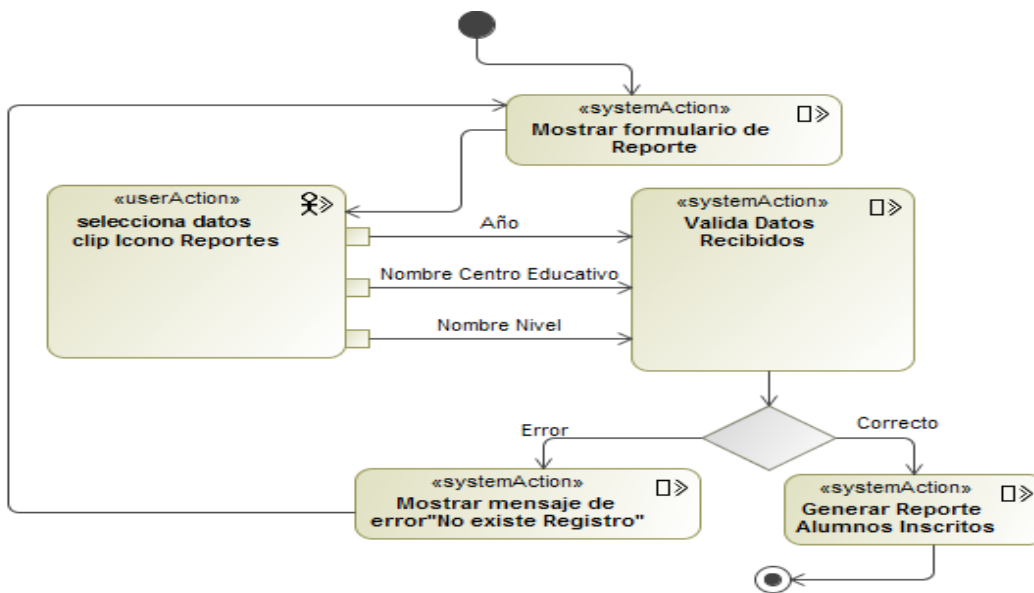 «systemAction»
Mostrar formulario de
Reporte
«userAction»
selecciona datos
clip Icono Reportes
Año
Nombre Centro Educativo
Nombre Nivel
«systemAction»
Valida Datos
Recibidos
Error
Correcto
«systemAction»
Mostrar mensaje de
error"No existe Registro"
«systemAction»
Generar Reporte
Alumnos Inscritos